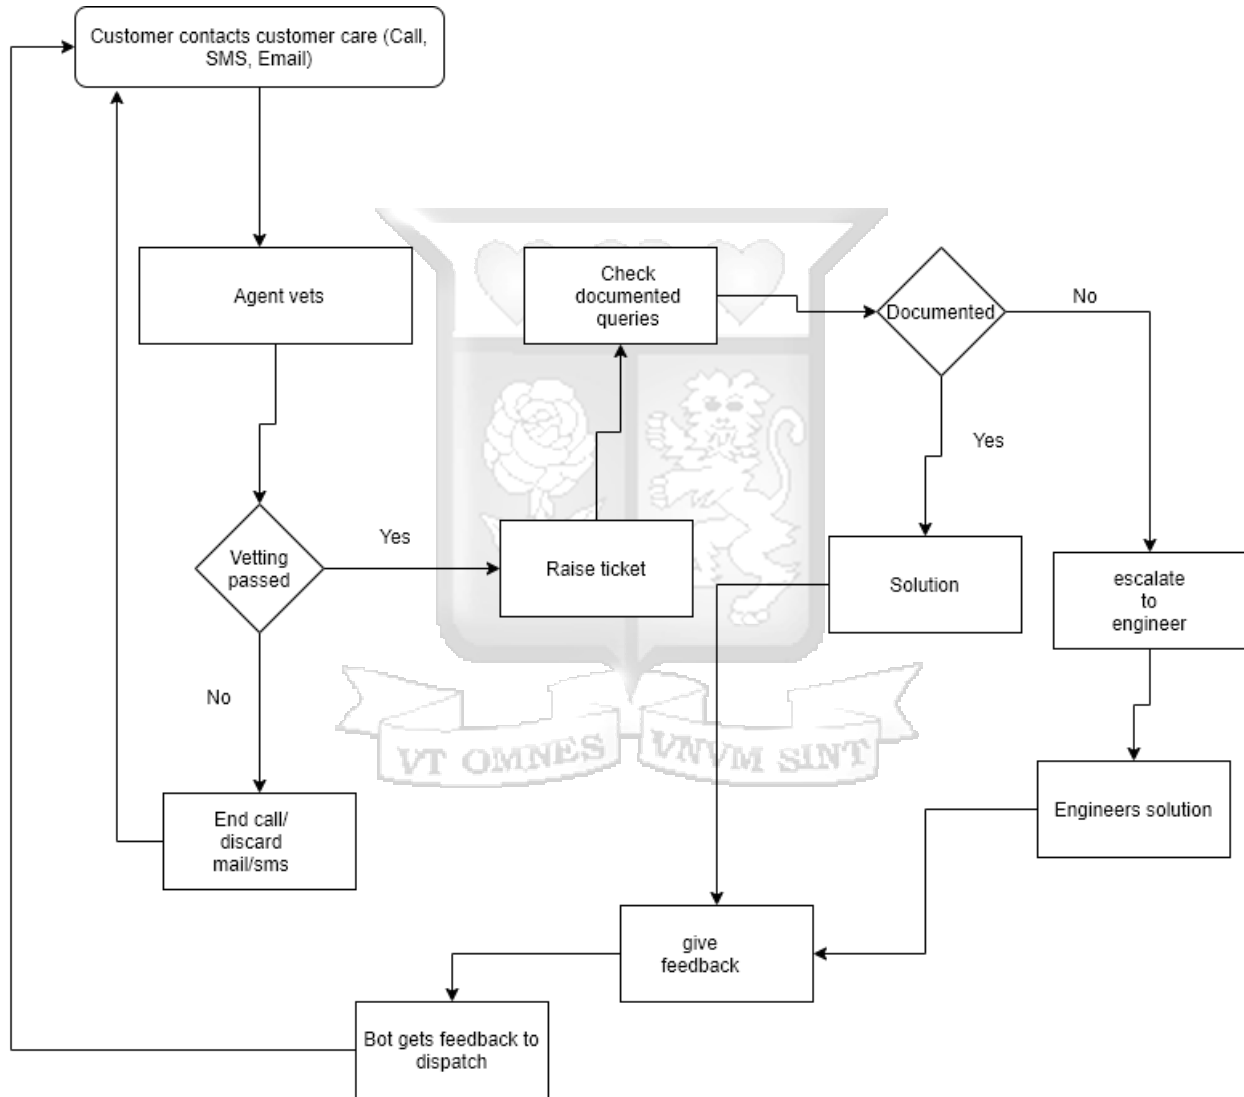 Customer contacts customer care (Call,
SMS, Email)
Agent vets
Check
documented
queries
Documented
No
Yes
Vetting
passed
Yes
Raise ticket
Solution
escalate
to
engineer
No
VT OMNES VNVM SINT
End call/
discard
mail/sms
Engineers solution
give
feedback
Bot gets feedback to
dispatch